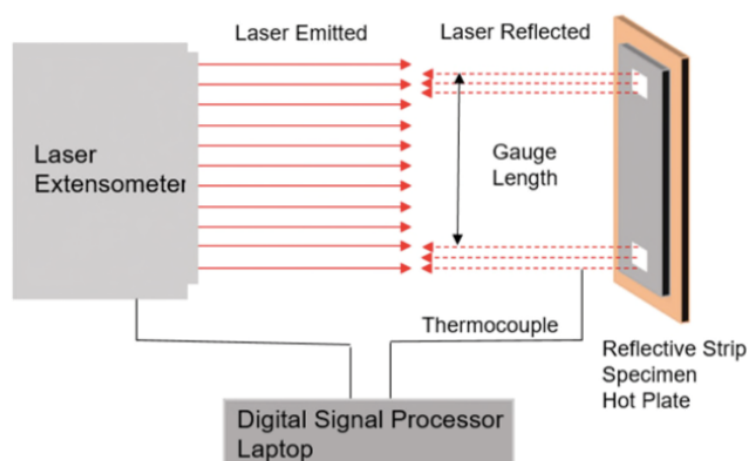 Laser Emitted
Laser Reflected
Laser
Extensometer
Gauge
Length
Thermocouple
Reflective Strip
Specimen
Hot Plate
Digital Signal Processor
Laptop